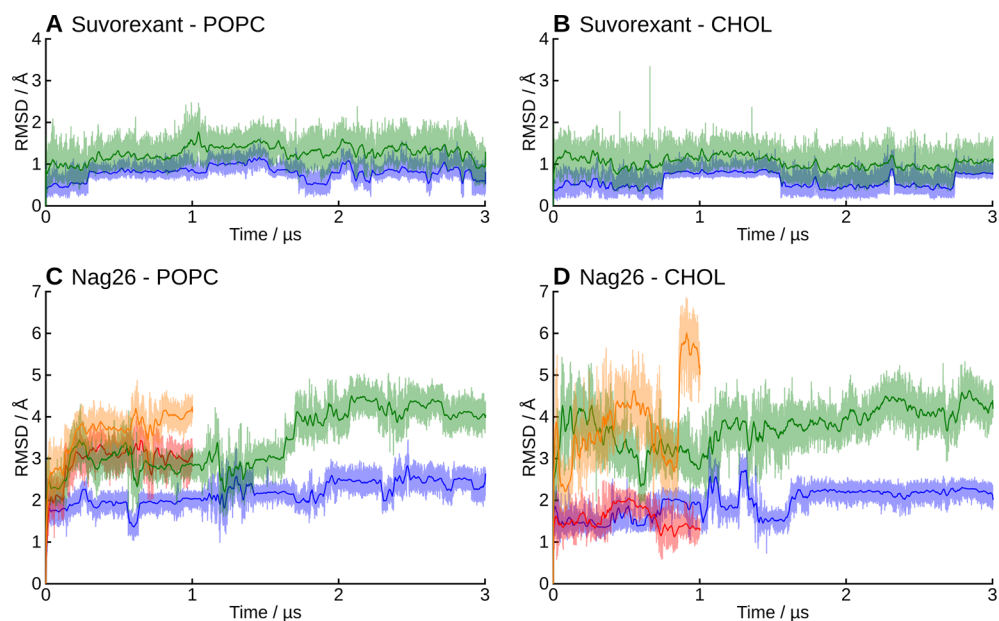 A Suvorexant - POPC
4
3
2
1
0
RMSD / Å
0 1 2 3
Time / µs
B Suvorexant - CHOL
4
3
2
1
0
RMSD / Å
0 1 2 3
Time / µs
C Nag26 - POPC
7
6
5
4
3
2
1
0
RMSD / Å
0 1 2 3
Time / µs
D Nag26 - CHOL
7
6
5
4
3
2
1
0
RMSD / Å
0 1 2 3
Time / µs